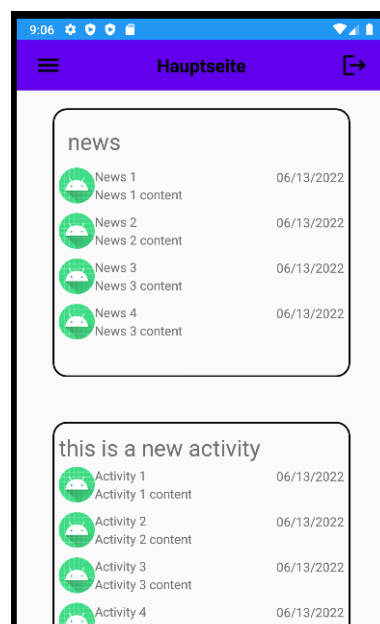 9:06
Hauptseite
news
News 1 06/13/2022
News 1 content
News 2 06/13/2022
News 2 content
News 3 06/13/2022
News 3 content
News 4 06/13/2022
News 3 content
this is a new activity
Activity 1 06/13/2022
Activity 1 content
Activity 2 06/13/2022
Activity 2 content
Activity 3 06/13/2022
Activity 3 content
Activity 4 06/13/2022